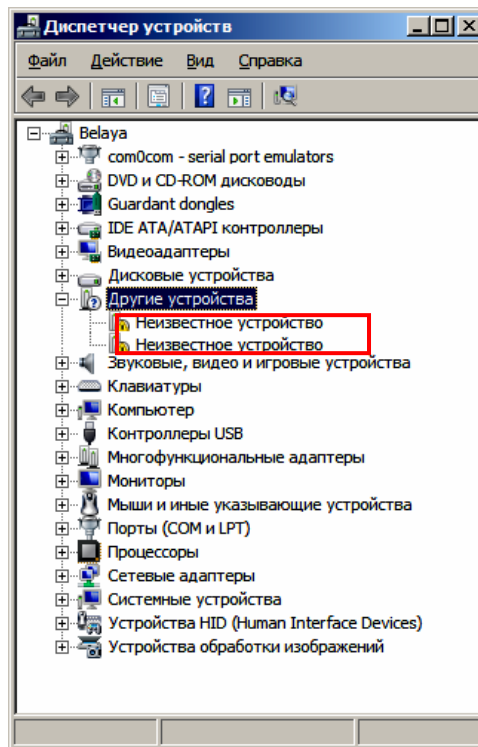 Диспетчер устройств
Файл Действие Вид Справка
Belaya
com0com - serial port emulators
DVD и CD-ROM дисководы
Guardant dongles
IDE ATA/ATAPI контроллеры
Видеоадаптеры
Дисковые устройства
Другие устройства
Неизвестное устройство
Неизвестное устройство
Звуковые, видео и игровые устройства
Клавиатуры
Компьютер
Контроллеры USB
Многофункциональные адаптеры
Мониторы
Мыши и иные указывающие устройства
Порты (COM и LPT)
Процессоры
Сетевые адаптеры
Системные устройства
Устройства HID (Human Interface Devices)
Устройства обработки изображений